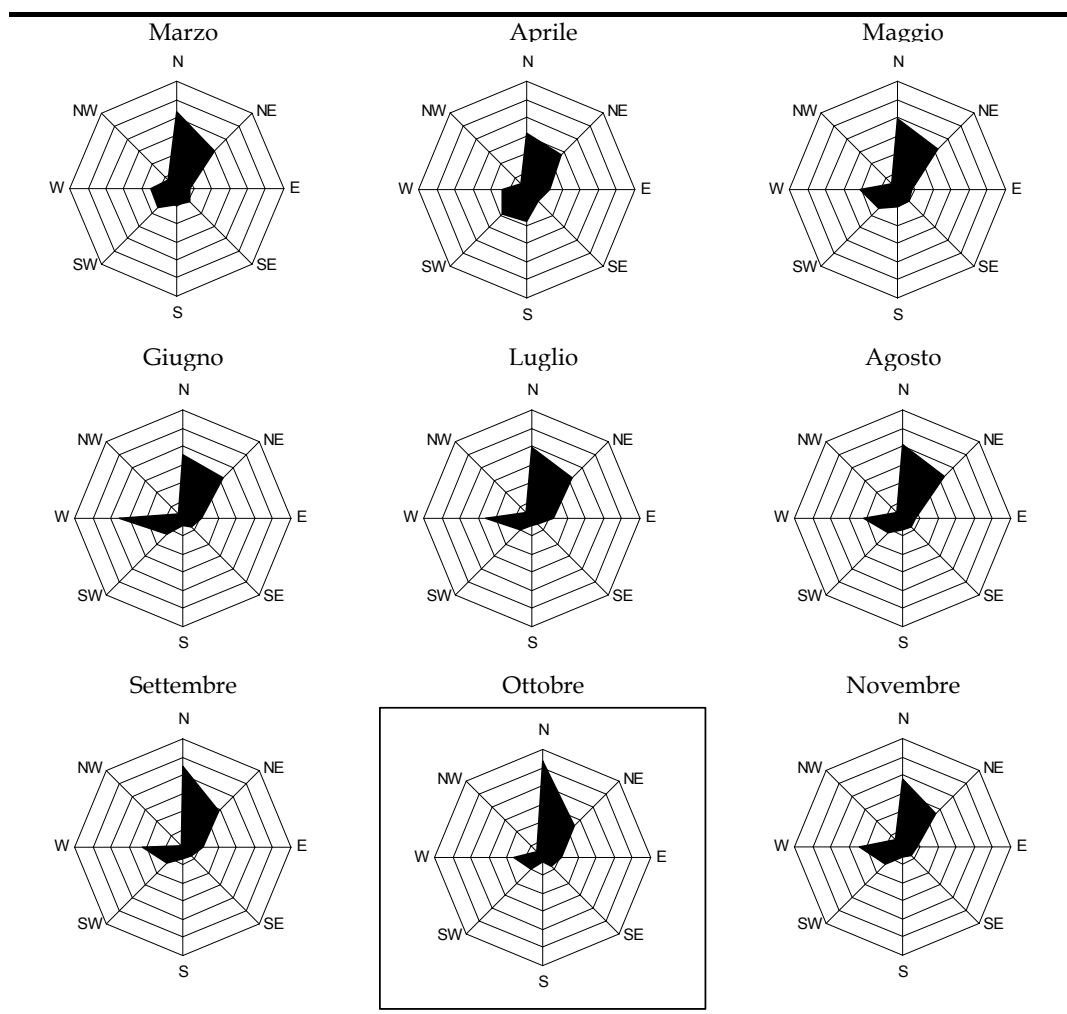 Marzo Aprile Maggio
N N N
NW NE NW NE NW NE
W E W E W E
SW SE SW SE SW SE
S S S
Giugno Luglio Agosto
N N N
NW NE NW NE NW NE
W E W E W E
SW SE SW SE SW SE
S S S
Settembre Ottobre Novembre
N N N
NW NE NW NE NW NE
W E W E W E
SW SE SW SE SW SE
S S S